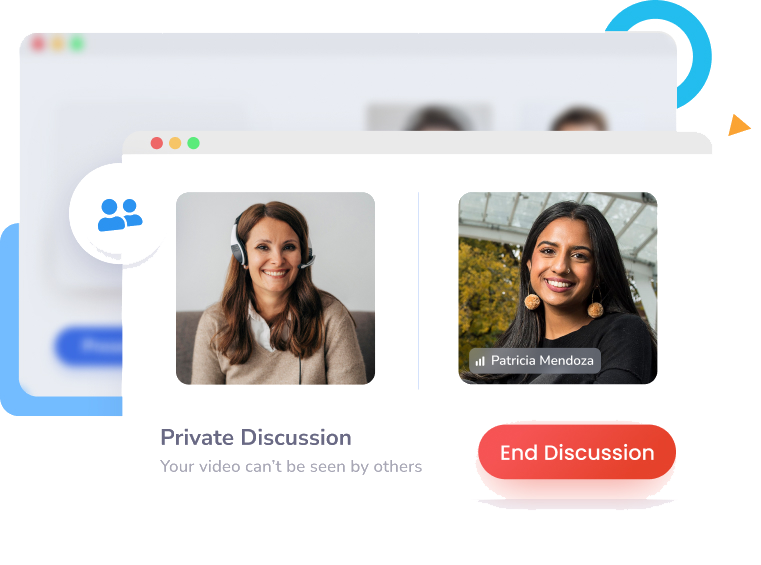 Patricia Mendoza
Private Discussion
Your video can't be seen by others
End Discussion